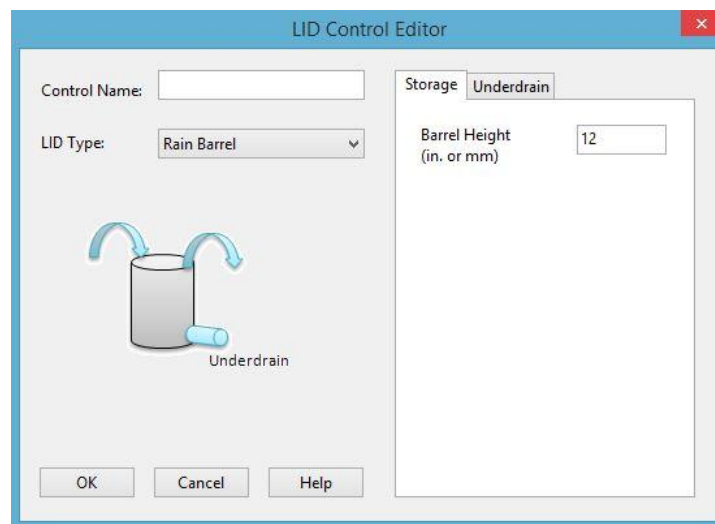 LID Control Editor
Control Name:
LID Type:
Rain Barrel
Underdrain
OK
Cancel
Help
Storage
Underdrain
Barrel Height
(in. or mm)
12